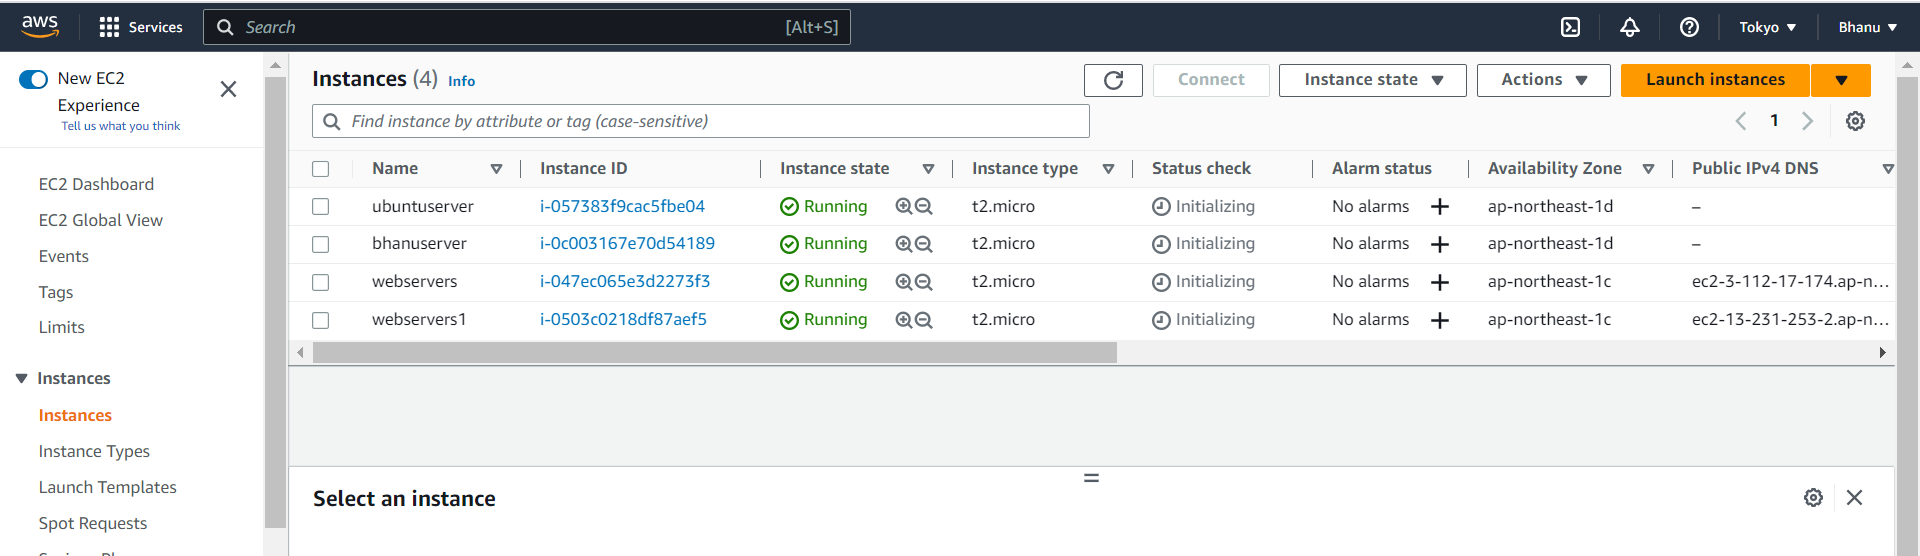 aws Services Search [Alt+S] Tokyo Bhanu
New EC2
Experience
Tell us what you think
EC2 Dashboard
EC2 Global View
Events
Tags
Limits
Instances
Instances
Instance Types
Launch Templates
Spot Requests
Instances (4) Info Connect Instance state Actions Launch instances
Find instance by attribute or tag (case-sensitive) 1
Name Instance ID Instance state Instance type Status check Alarm status Availability Zone Public IPv4 DNS
ubuntuserver i-057383f9cac5fbe04 Running t2.micro Initializing No alarms + ap-northeast-1d –
bhanuserver i-0c003167e70d54189 Running t2.micro Initializing No alarms + ap-northeast-1d –
webservers i-047ec065e3d2273f3 Running t2.micro Initializing No alarms + ap-northeast-1c ec2-3-112-17-174.ap-n...
webservers1 i-0503c0218df87aef5 Running t2.micro Initializing No alarms + ap-northeast-1c ec2-13-231-253-2.ap-n...
Select an instance